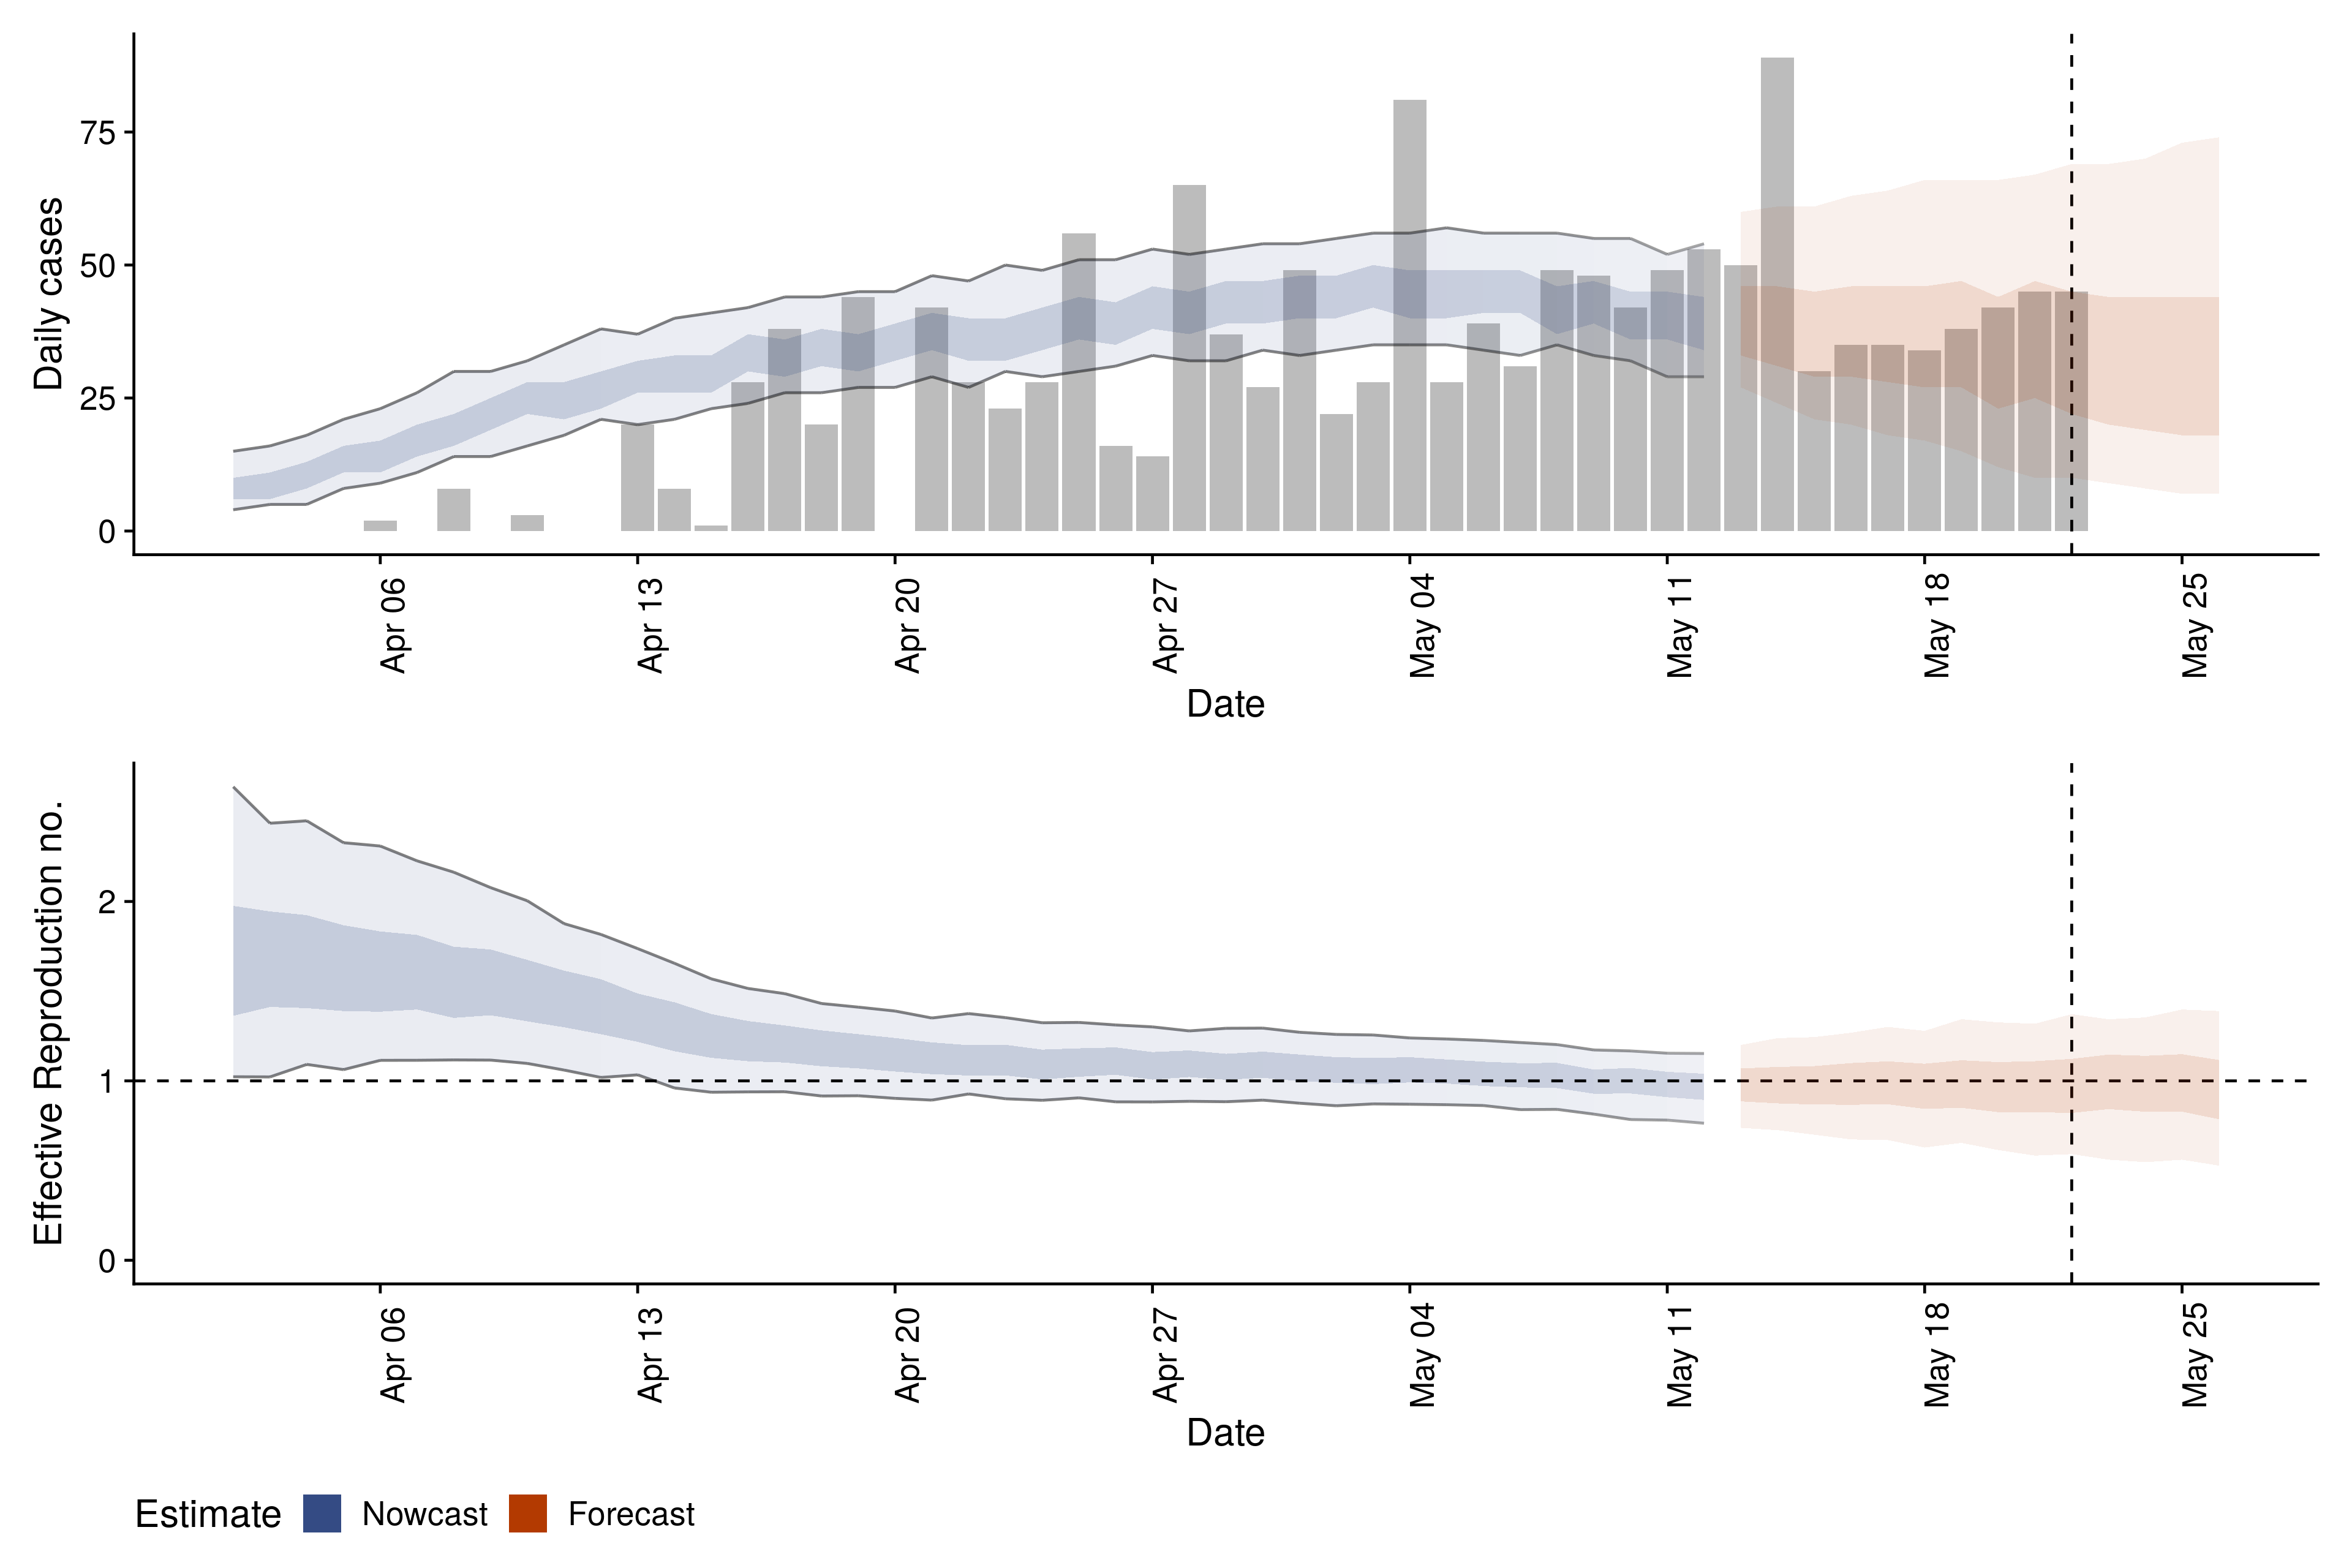 Daily cases
75
50
25
0
Apr 06
Apr 13
Apr 20
Apr 27
May 04
May 11
May 18
May 25
Date
Effective Reproduction no.
2
1
0
Apr 06
Apr 13
Apr 20
Apr 27
May 04
May 11
May 18
May 25
Date
Estimate Nowcast Forecast